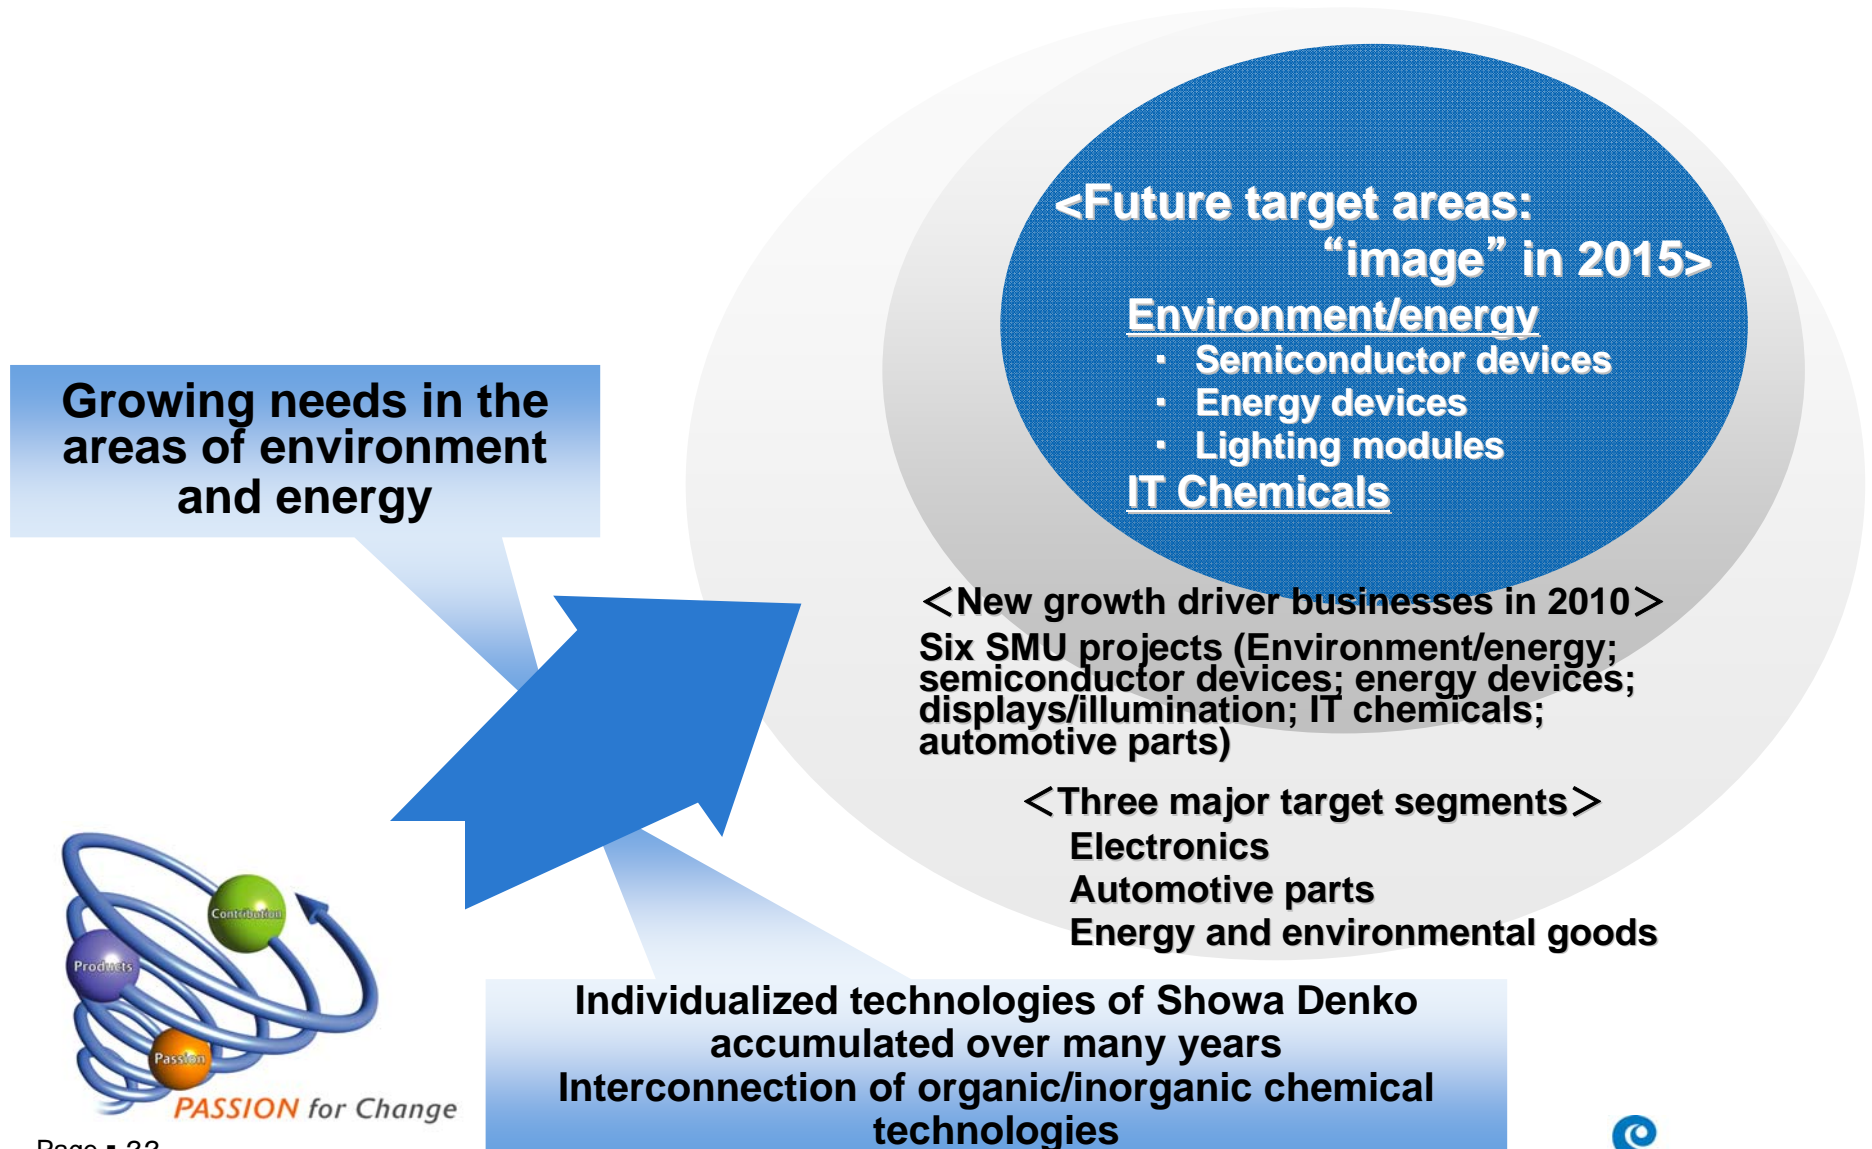 <Future target areas:
“image” in 2015>
Environment/energy
・ Semiconductor devices
・ Energy devices
・ Lighting modules
IT Chemicals
Growing needs in the
areas of environment
and energy
＜New growth driver businesses in 2010＞
Six SMU projects (Environment/energy;
semiconductor devices; energy devices;
displays/illumination; IT chemicals;
automotive parts)
＜Three major target segments＞
Electronics
Automotive parts
Energy and environmental goods
Contribution
Products
Passion
PASSION for Change
Individualized technologies of Showa Denko
accumulated over many years
Interconnection of organic/inorganic chemical
technologies
Page ▪